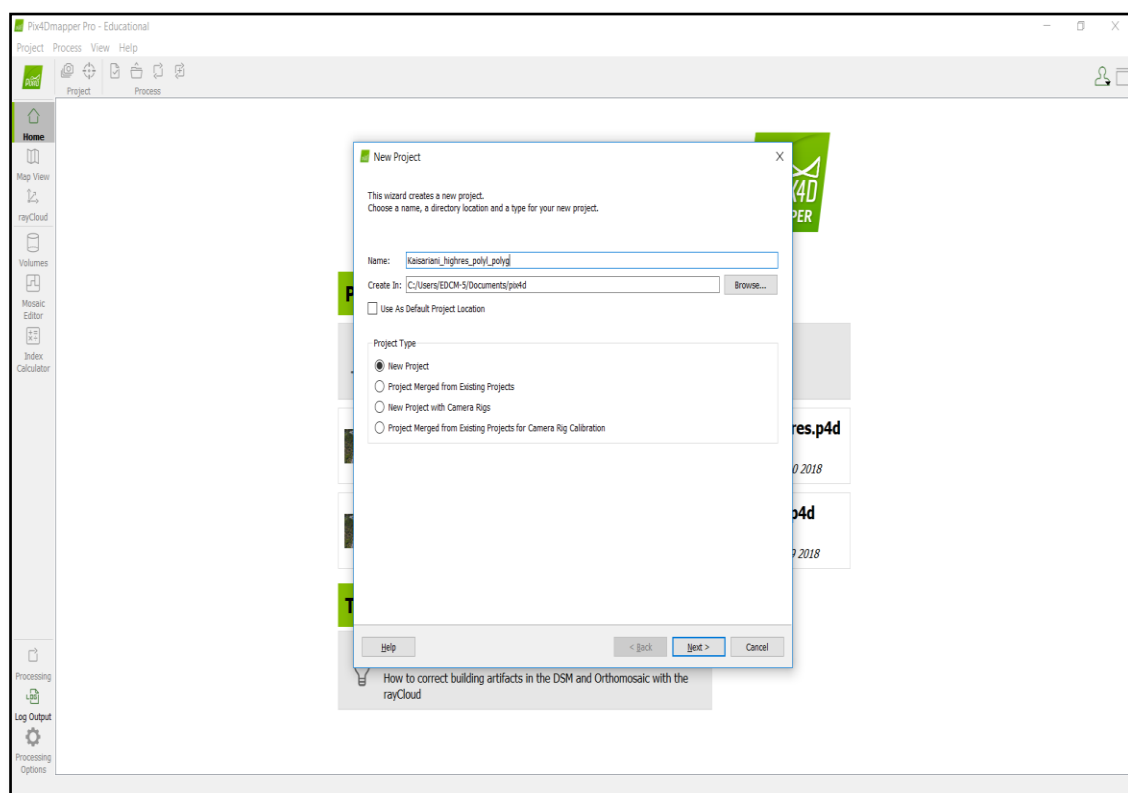 Pix4Dmapper Pro - Educational
Project Process View Help
Project Process
Home
Map View
rayCloud
Volumes
Mosaic
Editor
Index
Calculator
New Project
This wizard creates a new project.
Choose a name, a directory location and a type for your new project.
Name: Kaisariani_highres_polyl_polyg
Create In: C:/Users/EDCM-5/Documents/pix4d Browse...
Use As Default Project Location
Project Type
New Project
Project Merged from Existing Projects
New Project with Camera Rigs
Project Merged from Existing Projects for Camera Rig Calibration
Help < Back Next > Cancel
P
T
X4D
PER
res.p4d
0 2018
p4d
2018
How to correct building artifacts in the DSM and Orthomosaic with the
rayCloud
Processing
Log Output
Processing
Options